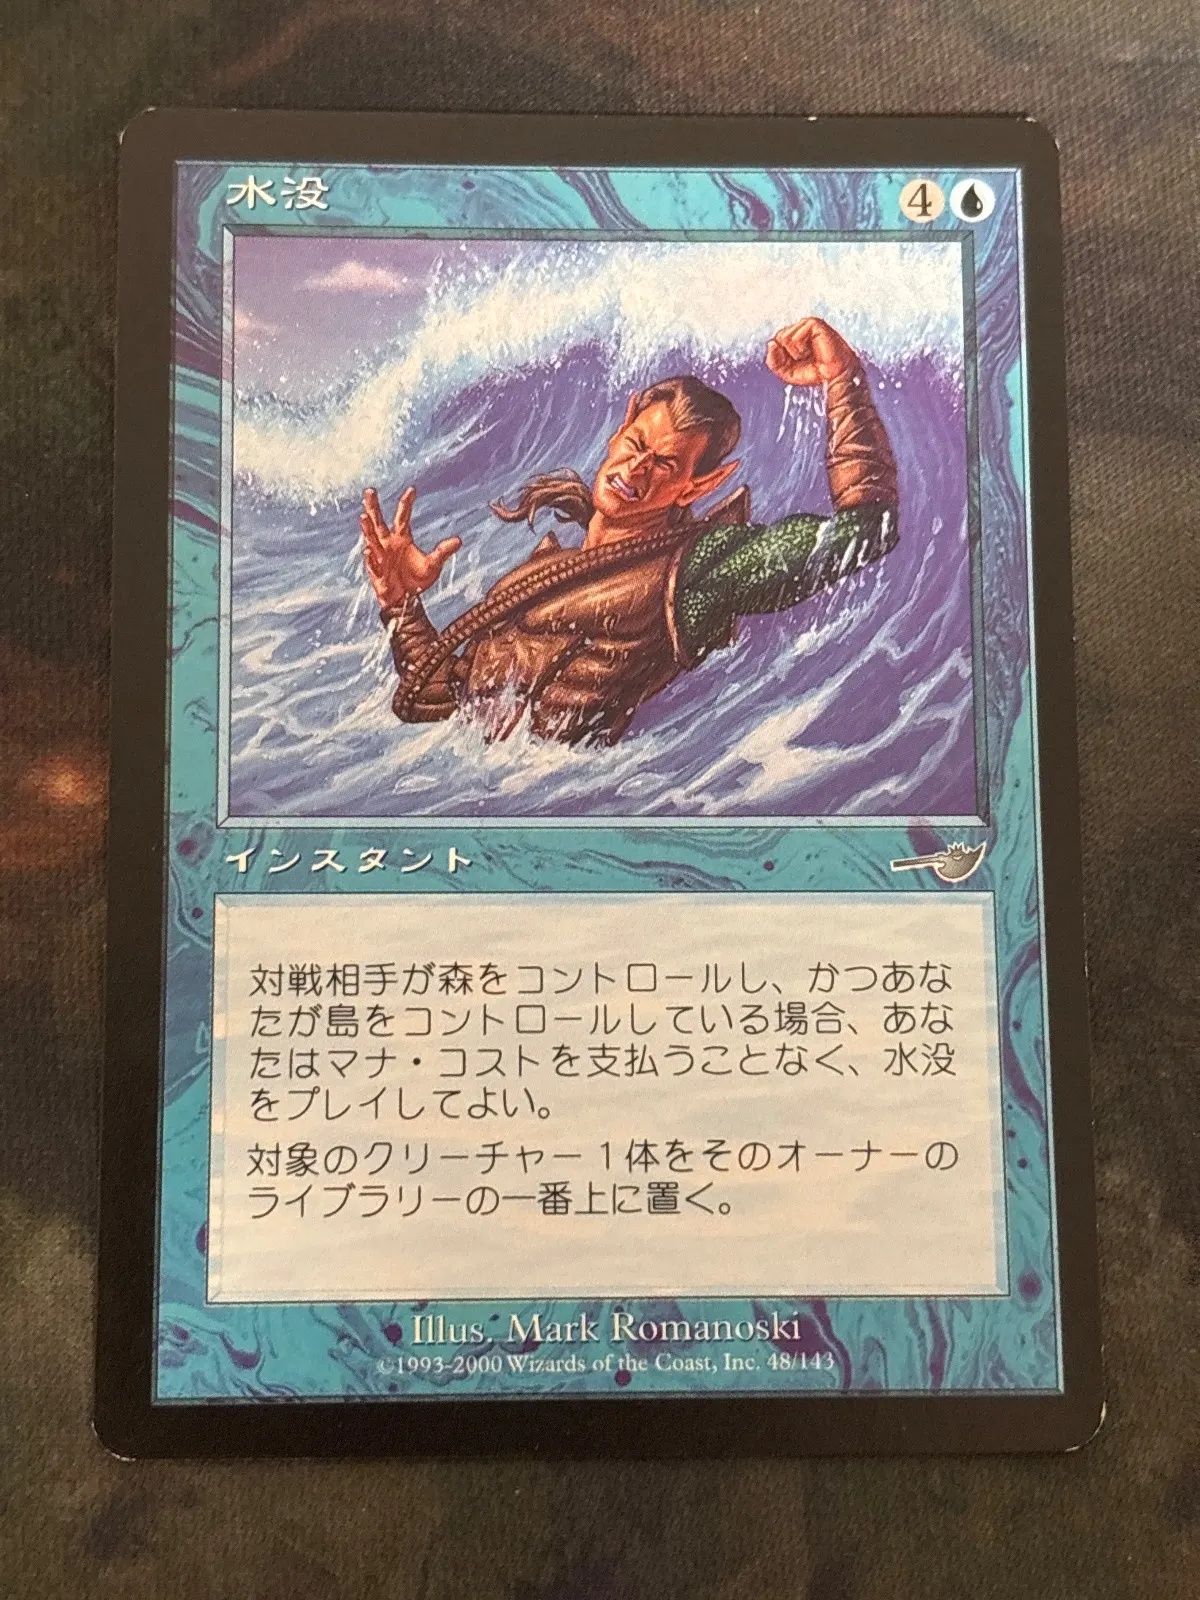 水没
4
インスタント
対戦相手が森をコントロールし、かつあな
たが島をコントロールしている場合、あな
たはマナ・コストを支払うことなく、水没
をプレイしてよい。
対象のクリーチャー1体をそのオーナーの
ライブラリーの一番上に置く。
Illus. Mark Romanoski
©1993-2000 Wizards of the Coast, Inc. 48/143